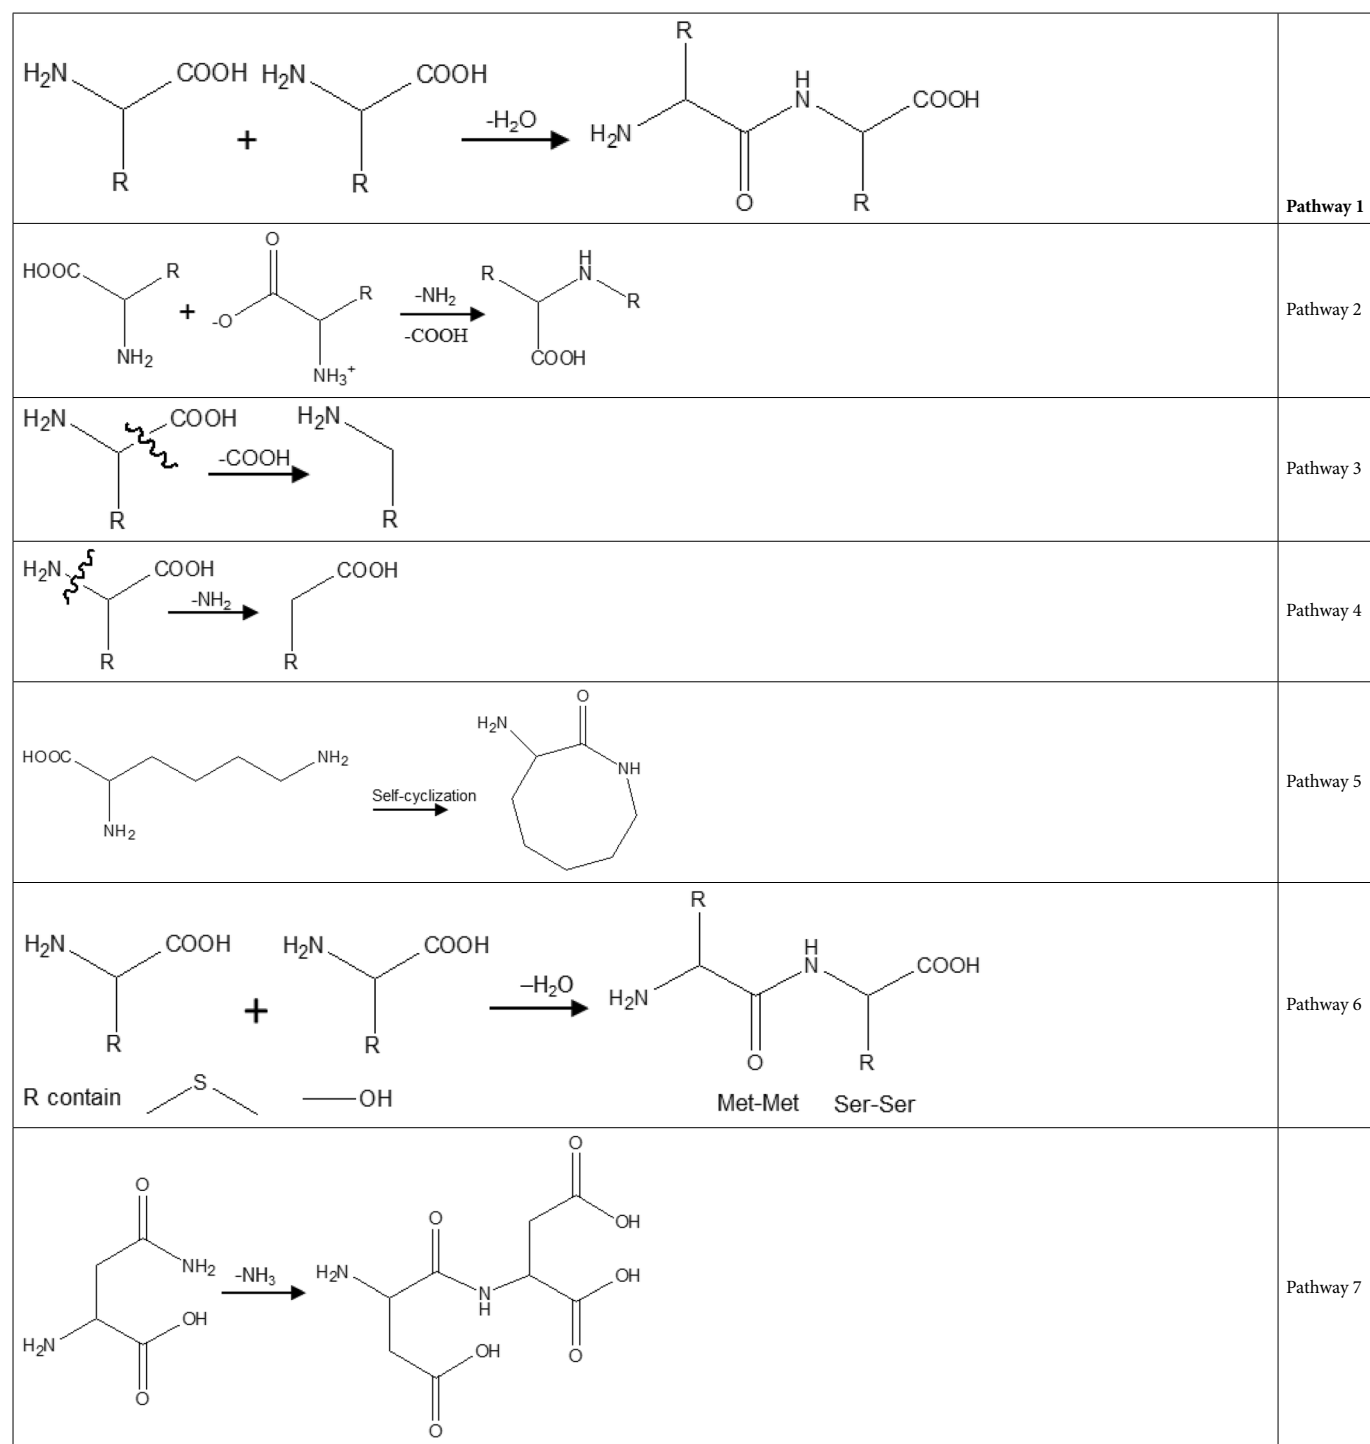 R
H₂N COOH H₂N COOH H COOH
N
-H₂O
H₂N
+
R R O R
Pathway 1
O
HOOC R H
R N
R -NH₂
+ -O R
-COOH
NH₂ COOH
NH₃⁺
Pathway 2
H₂N COOH H₂N
-COOH
R R
Pathway 3
H₂N COOH COOH
-NH₂
R R
Pathway 4
O
H₂N
HOOC NH₂ NH
Self-cyclization
NH₂
Pathway 5
R
H₂N COOH H₂N COOH H
N COOH
–H₂O
H₂N
+
R R O R
R contain S —OH Met-Met Ser-Ser
Pathway 6
O
O O OH
NH₂ H₂N OH
-NH₃ N
H
OH
H₂N OH O
O
O
Pathway 7